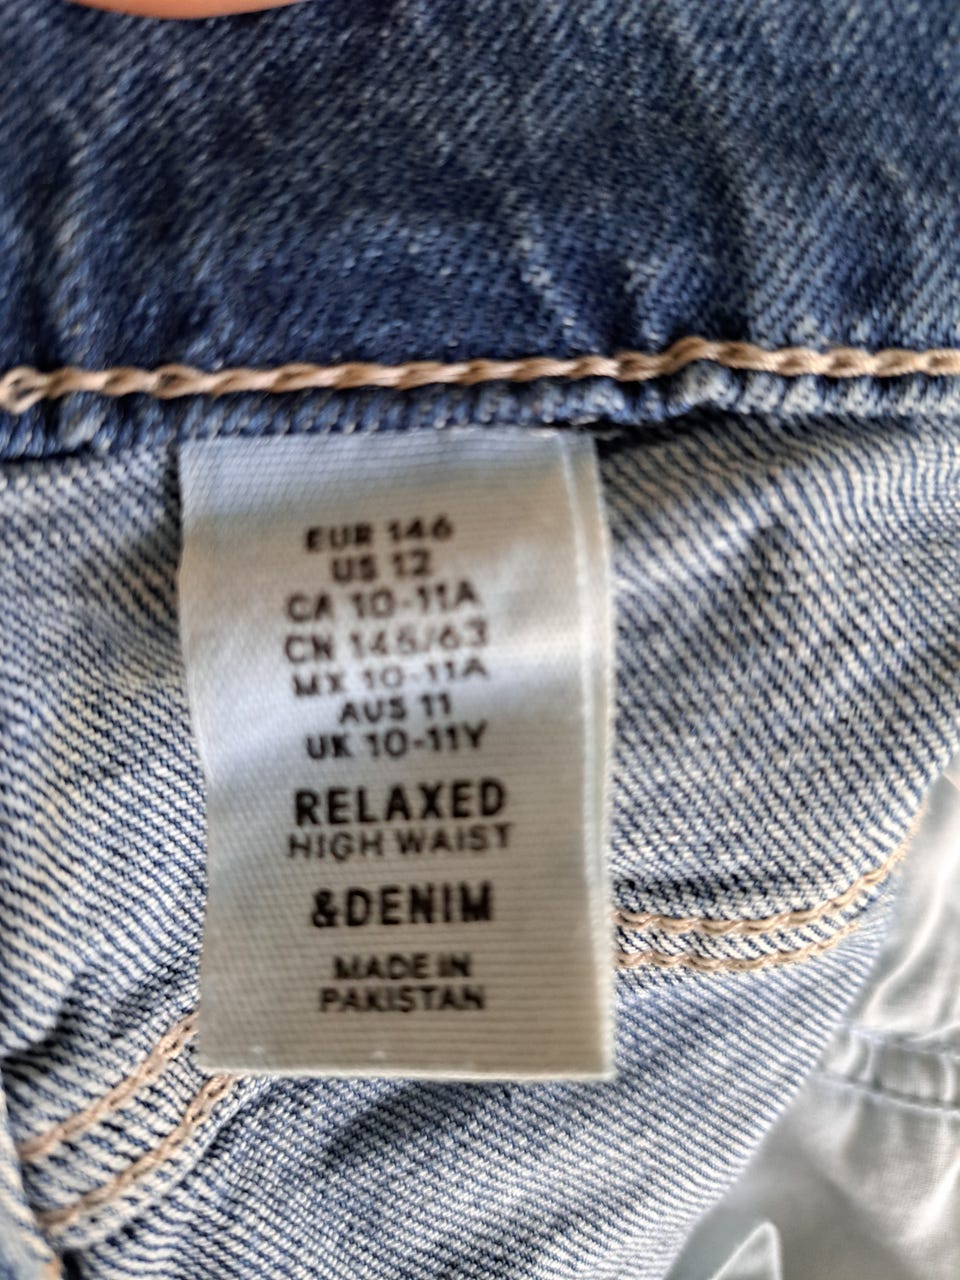 EUR 146
US 12
CA 10-11A
CN 145/63
MX 10-11A
AUS 11
UK 10-11Y
RELAXED
HIGH WAIST
&DENIM
MADE IN
PAKISTAN